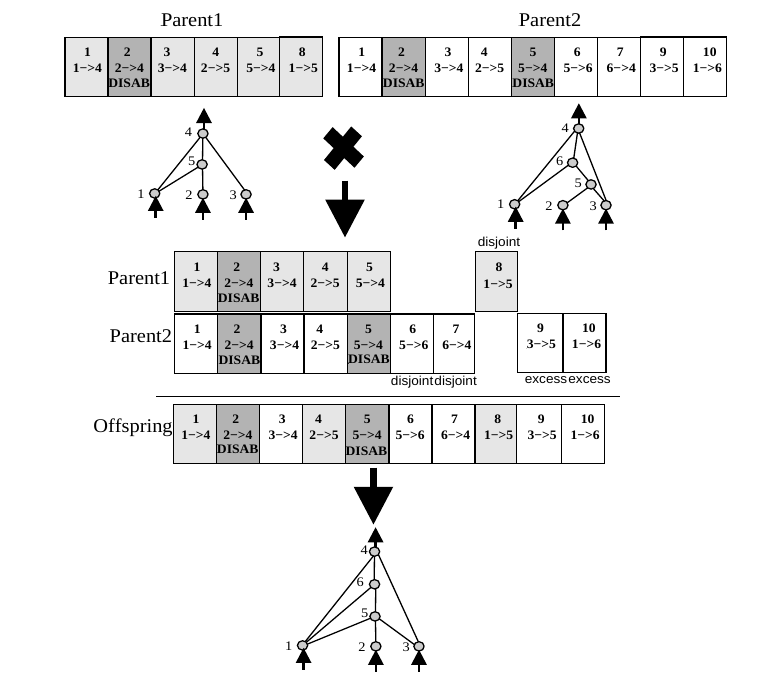 Parent1 Parent2
1 2 3 4 5 8 1 2 3 4 5 6 7 9 10
1−>4 2−>4 3−>4 2−>5 5−>4 1−>5 1−>4 2−>4 3−>4 2−>5 5−>4 5−>6 6−>4 3−>5 1−>6
DISAB DISAB DISAB
4 4
5 6
5
1 2 3 1 2 3
disjoint
Parent1 1 2 3 4 5 8
1−>4 2−>4 3−>4 2−>5 5−>4 1−>5
DISAB
Parent2 1 2 3 4 5 6 7 9 10
1−>4 2−>4 3−>4 2−>5 5−>4 5−>6 6−>4 3−>5 1−>6
DISAB DISAB
disjoint disjoint excess excess
Offspring 1 2 3 4 5 6 7 8 9 10
1−>4 2−>4 3−>4 2−>5 5−>4 5−>6 6−>4 1−>5 3−>5 1−>6
DISAB DISAB
4
6
5
1 2 3